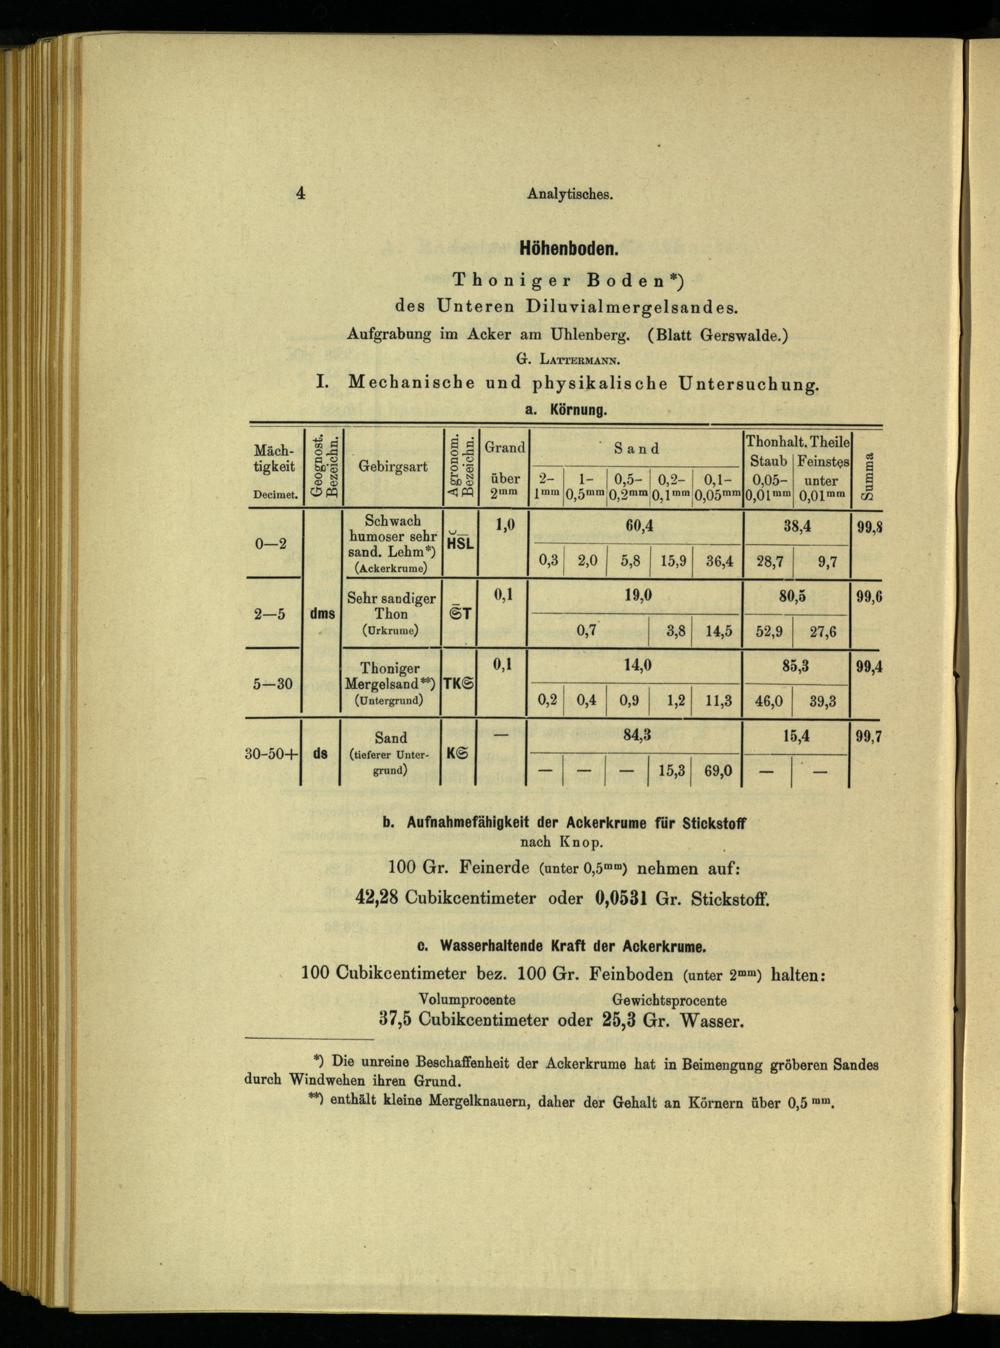 4 Analytisches.
Höhenboden.
Thoniger Boden*)
des Unteren Diluvialmergelsandes.
Aufgrabung im Acker am Uhlenberg. (Blatt Gerswalde.)
G. Lattermann.
I. Mechanische und physikalische Untersuchung.
a. Körnung.
Mäch-
tigkeit
Decimet.
Geognost.
Bezeichn.
Gebirgsart
Agronom.
Bezeichn.
Grand
über
2mm
Sand
2-
1mm
1-
0,5mm
0,5-
0,2mm
0,2-
0,1mm
0,1-
0,05mm
Thonhalt. Theile
Staub
0,05-
0,01mm
Feinstes
unter
0,01mm
Summa
0—2
Schwach
humoser sehr
sand. Lehm*)
(Ackerkrume)
H̆S̅L
1,0
60,4
38,4
99,8
0,3 2,0 5,8 15,9 36,4 28,7 9,7
2—5
dms
Sehr sandiger
Thon
(Urkrume)
S̅T
0,1
19,0
80,5
99,6
0,7 3,8 14,5 52,9 27,6
5—30
Thoniger
Mergelsand**)
(Untergrund)
TKS
0,1
14,0
85,3
99,4
0,2 0,4 0,9 1,2 11,3 46,0 39,3
30-50+
ds
Sand
(tieferer Unter-
grund)
KS
—
84,3
15,4
99,7
— — — 15,3 69,0 — —
b. Aufnahmefähigkeit der Ackerkrume für Stickstoff
nach Knop.
100 Gr. Feinerde (unter 0,5mm) nehmen auf:
42,28 Cubikcentimeter oder 0,0531 Gr. Stickstoff.
c. Wasserhaltende Kraft der Ackerkrume.
100 Cubikcentimeter bez. 100 Gr. Feinboden (unter 2mm) halten:
Volumprocente Gewichtsprocente
37,5 Cubikcentimeter oder 25,3 Gr. Wasser.
*) Die unreine Beschaffenheit der Ackerkrume hat in Beimengung gröberen Sandes
durch Windwehen ihren Grund.
**) enthält kleine Mergelknauern, daher der Gehalt an Körnern über 0,5 mm.